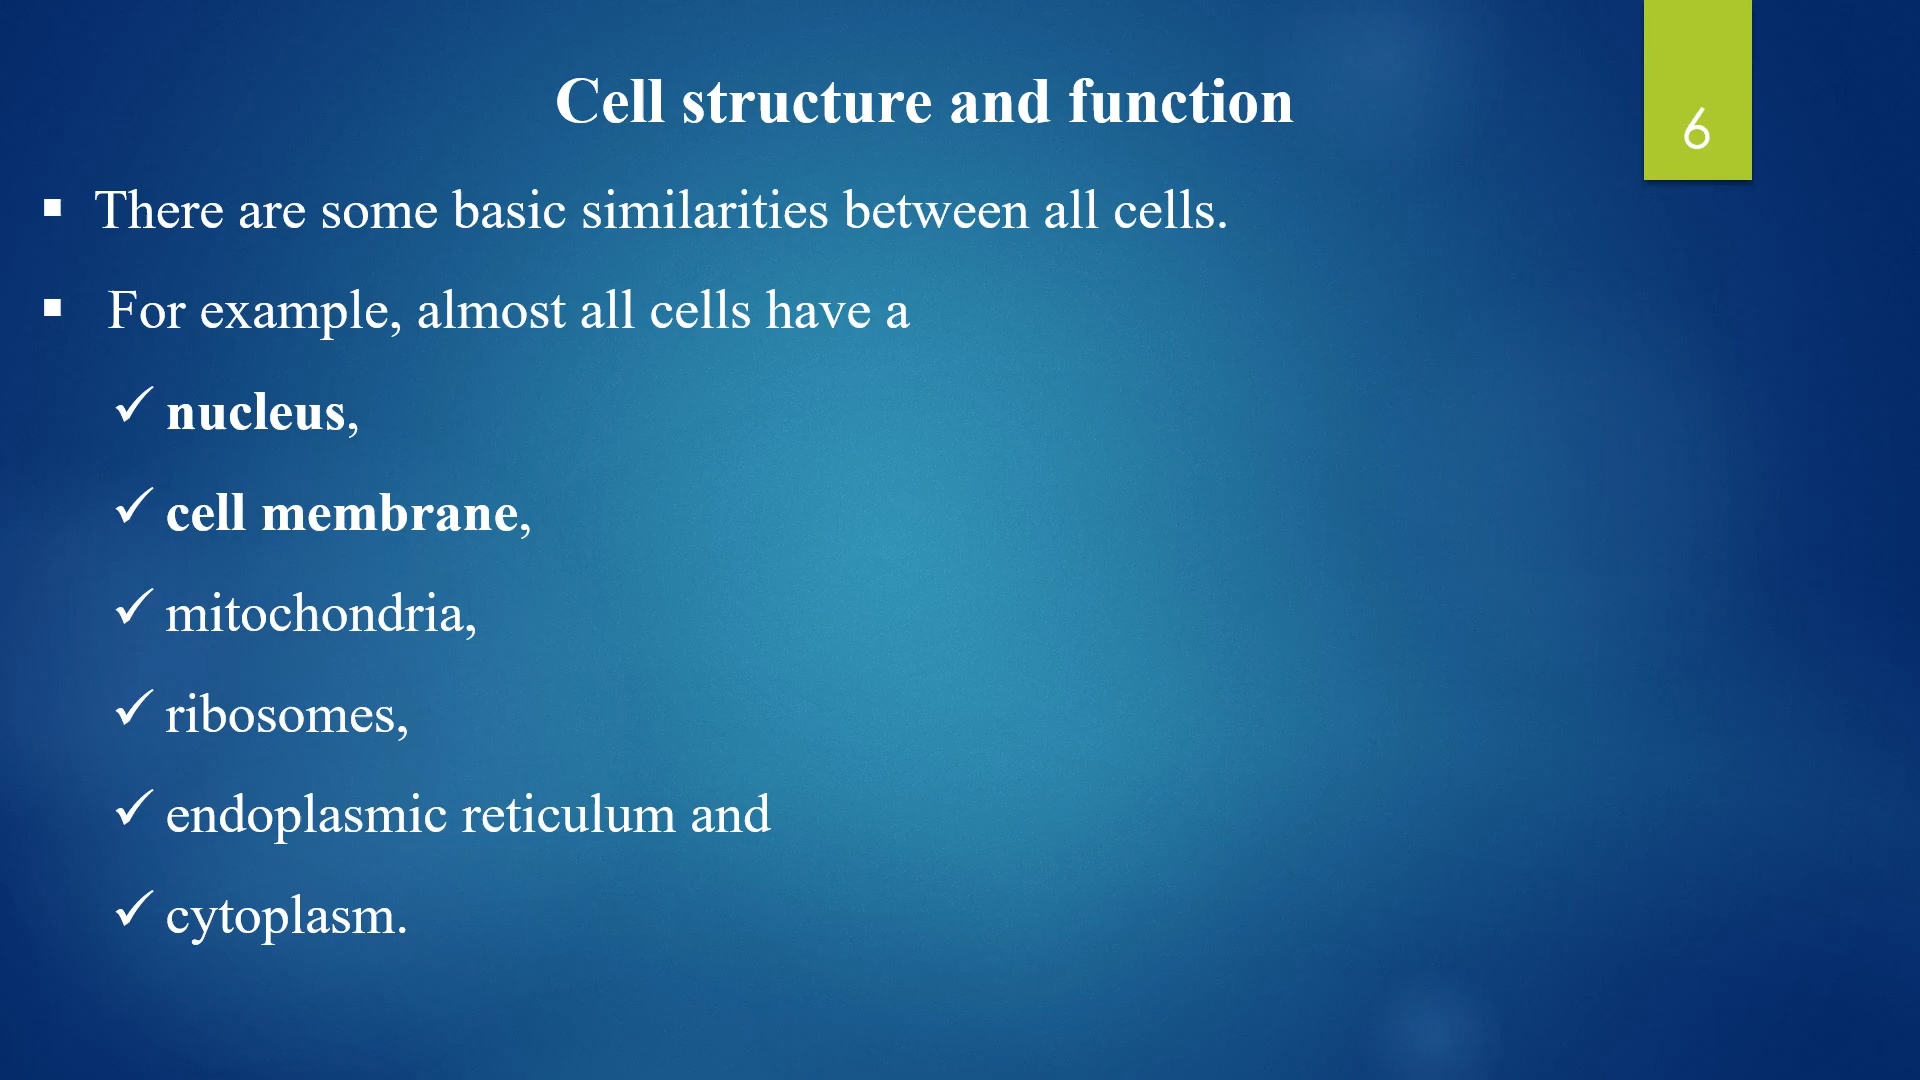 Cell structure and function
6
▪ There are some basic similarities between all cells.
▪ For example, almost all cells have a
✓ nucleus,
✓ cell membrane,
✓ mitochondria,
✓ ribosomes,
✓ endoplasmic reticulum and
✓ cytoplasm.